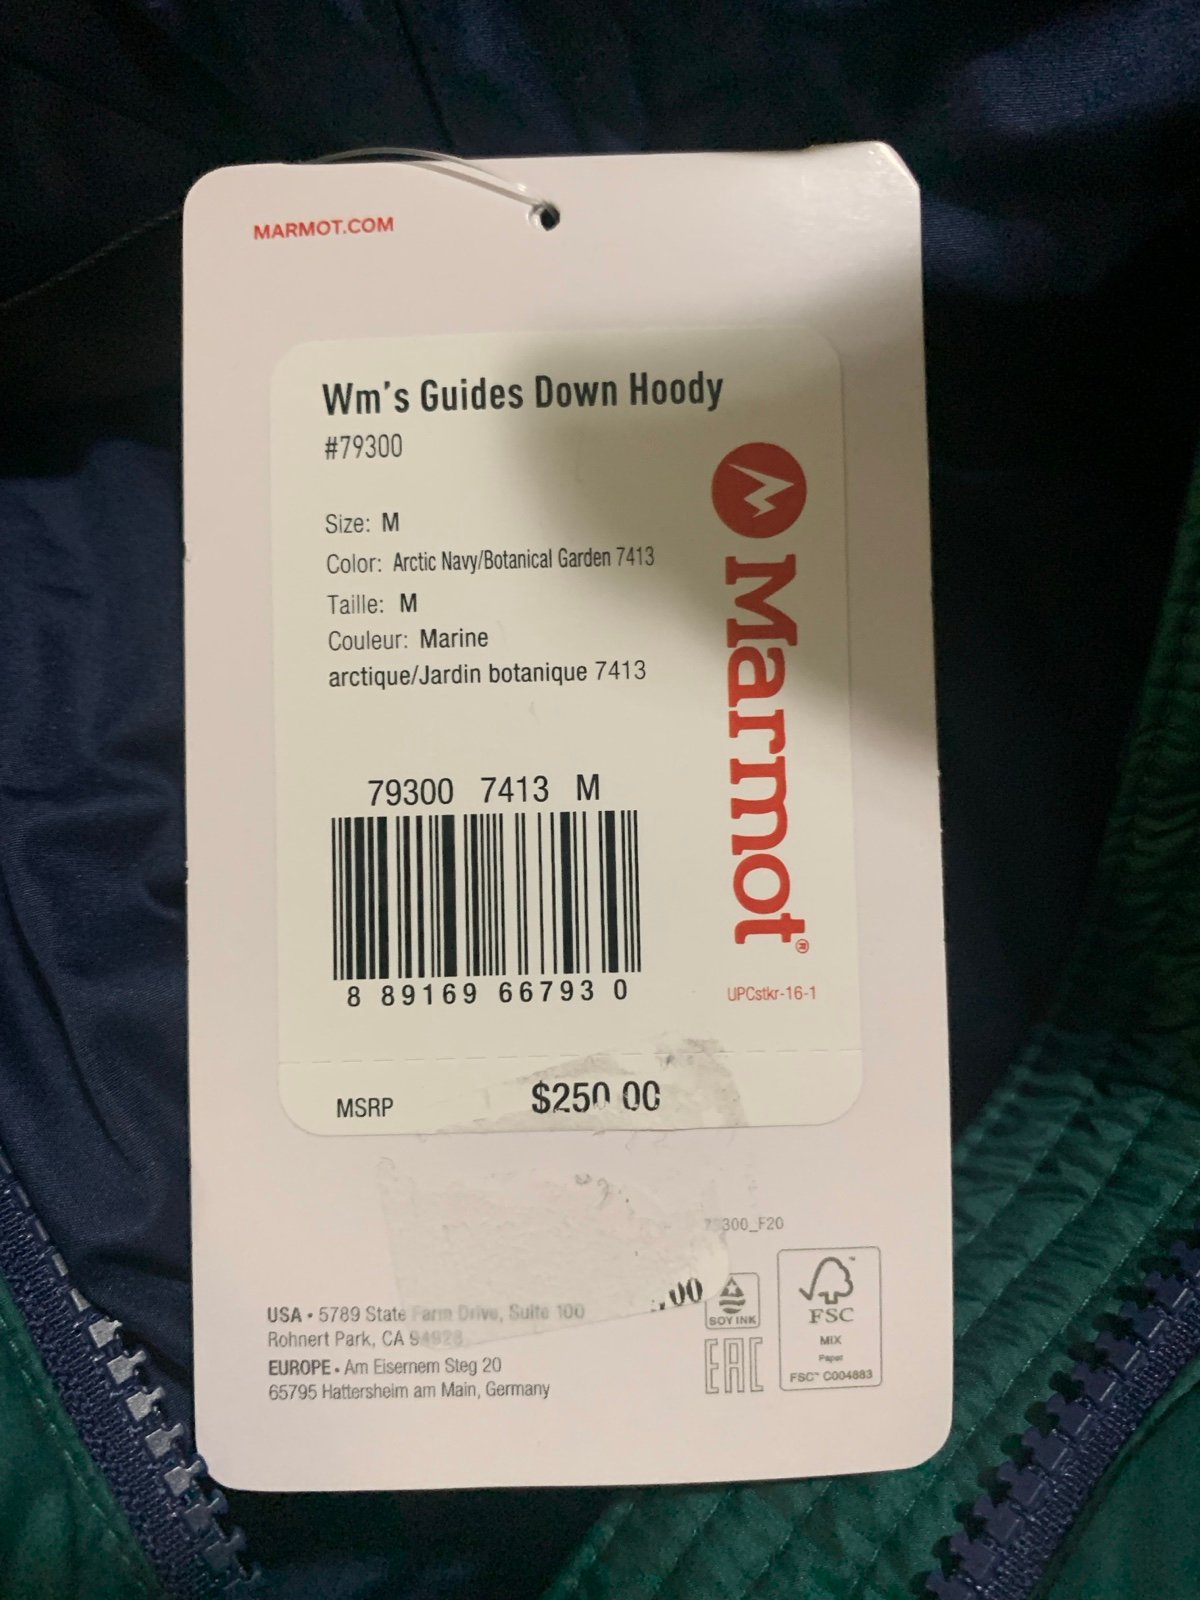 MARMOT.COM
Wm's Guides Down Hoody
#79300
Size: M
Color: Arctic Navy/Botanical Garden 7413
Taille: M
Couleur: Marine
arctique/Jardin botanique 7413
Marmot®
79300 7413 M
8 89169 66793 0
UPCstkr-16-1
MSRP $250.00
300_F20
.00
USA • 5789 State Farm Drive, Suite 100
Rohnert Park, CA 94928
EUROPE • Am Eisernem Steg 20
65795 Hattersheim am Main, Germany
SOY INK
EAC
FSC
MIX
Paper
FSC™ C004883